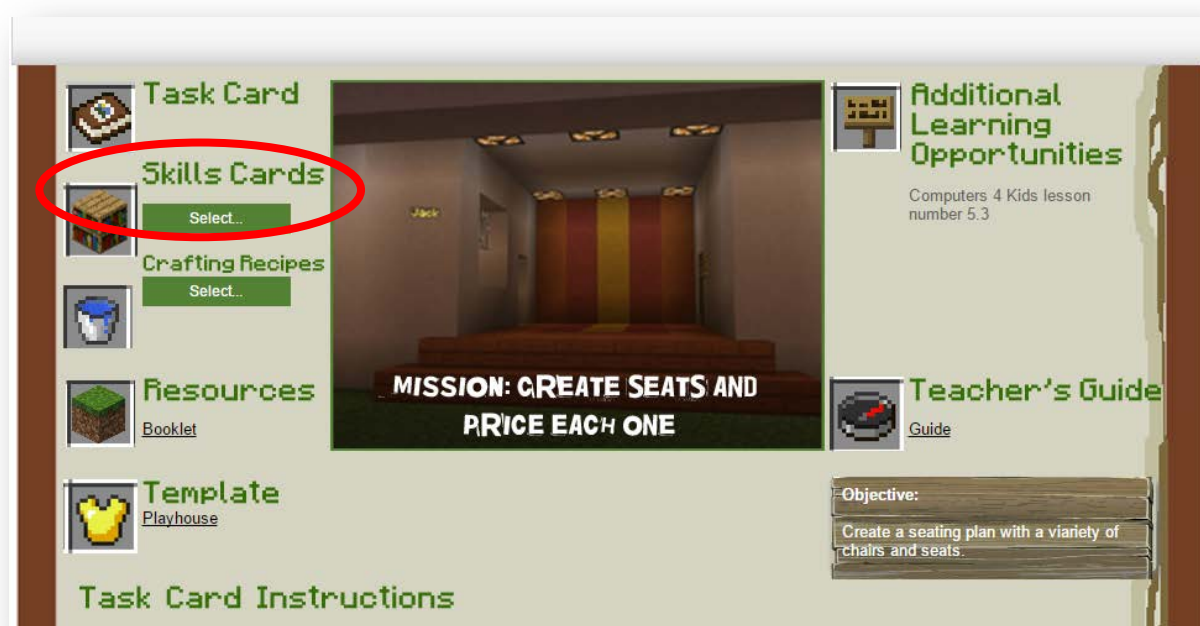 Task Card
Skills Cards
Select...
Crafting Recipes
Select...
Resources
Booklet
Template
Playhouse
Task Card Instructions
Jack
MISSION: CREATE SEATS AND
PRICE EACH ONE
Additional
Learning
Opportunities
Computers 4 Kids lesson
number 5.3
Teacher's Guide
Guide
Objective:
Create a seating plan with a viariety of
chairs and seats.